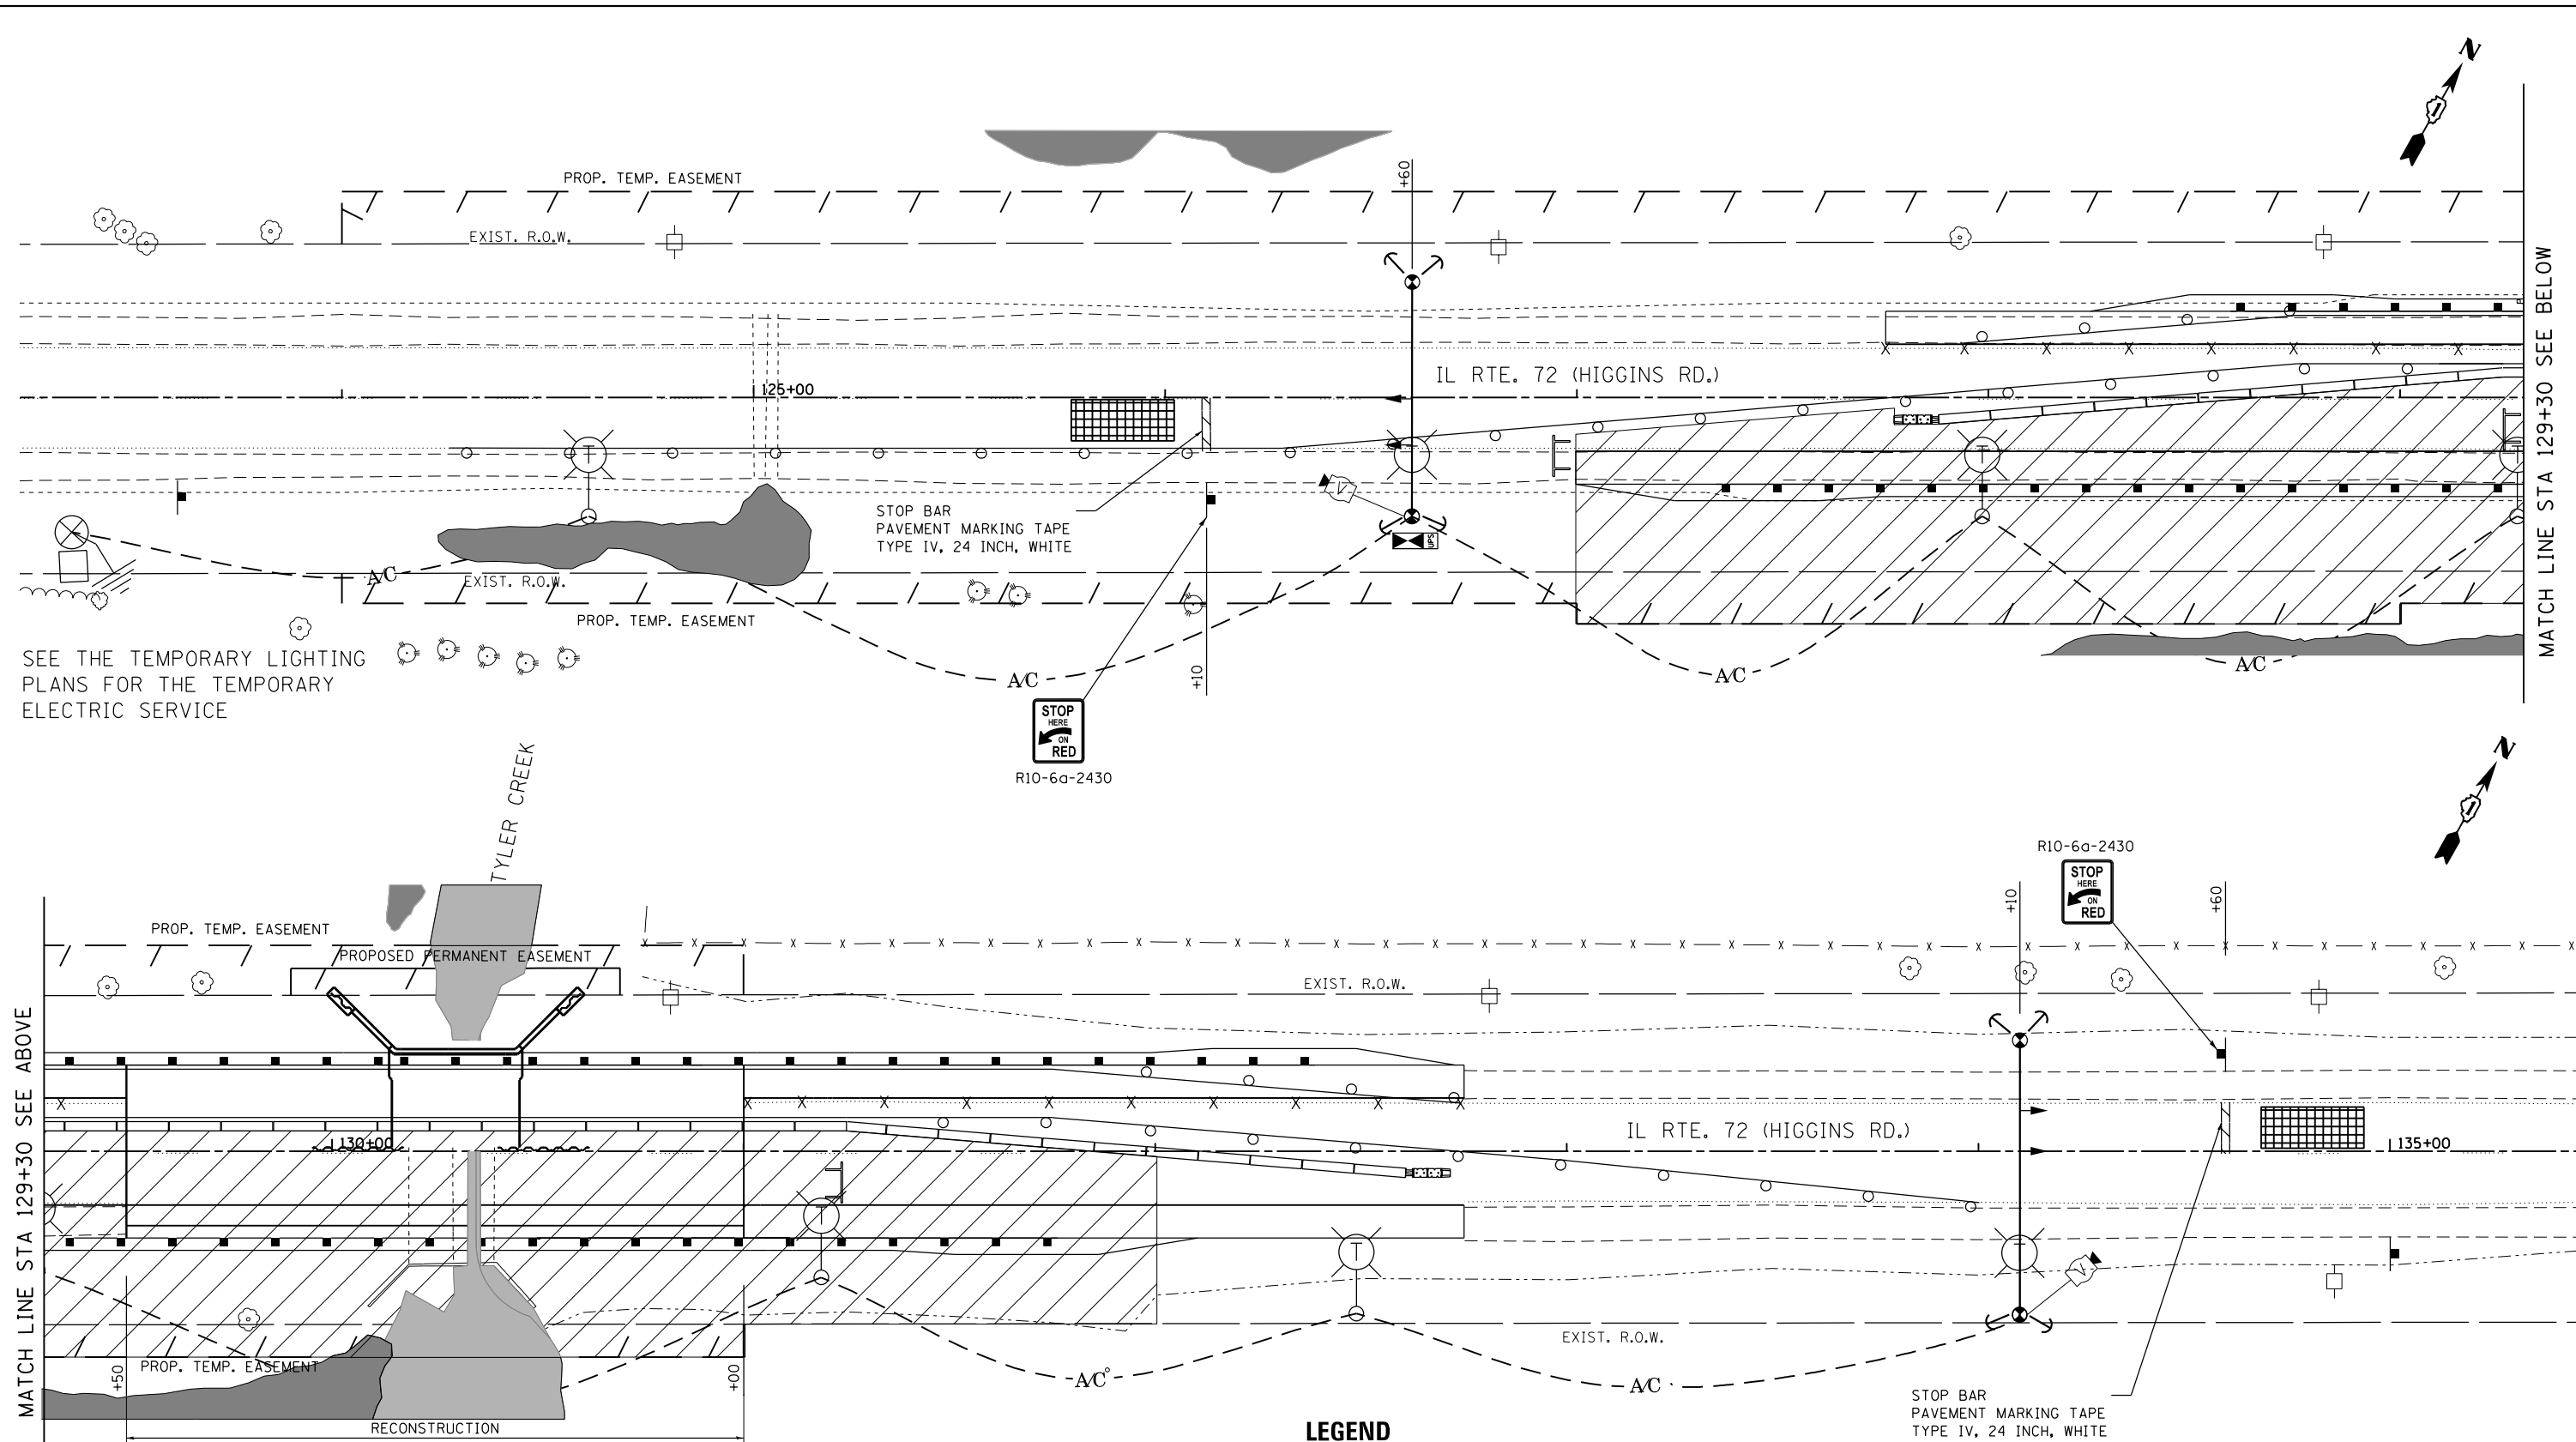 N
PROP. TEMP. EASEMENT
+60
EXIST. R.O.W.
125+00
IL RTE. 72 (HIGGINS RD.)
MATCH LINE STA 129+30 SEE BELOW
T
T
T
T
V
UPS
STOP BAR
PAVEMENT MARKING TAPE
TYPE IV, 24 INCH, WHITE
A/C
EXIST. R.O.W.
PROP. TEMP. EASEMENT
+10
A/C
A/C
A/C
SEE THE TEMPORARY LIGHTING
PLANS FOR THE TEMPORARY
ELECTRIC SERVICE
STOP
HERE
ON
RED
R10-6a-2430
TYLER CREEK
N
R10-6a-2430
STOP
HERE
ON
RED
+10
+60
PROP. TEMP. EASEMENT
PROPOSED PERMANENT EASEMENT
EXIST. R.O.W.
MATCH LINE STA 129+30 SEE ABOVE
130+00
IL RTE. 72 (HIGGINS RD.)
135+00
T
T
T
V
EXIST. R.O.W.
PROP. TEMP. EASEMENT
+50
+00
A/C
A/C
RECONSTRUCTION
STOP BAR
PAVEMENT MARKING TAPE
TYPE IV, 24 INCH, WHITE
LEGEND